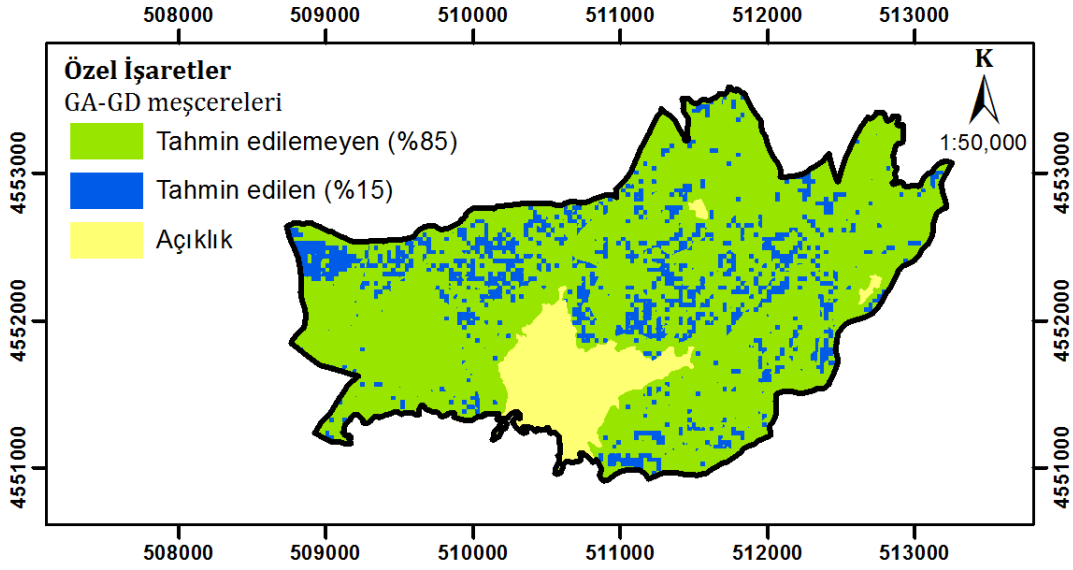 508000 509000 510000 511000 512000 513000
Özel İşaretler
GA-GD meşcereleri
Tahmin edilemeyen (%85)
Tahmin edilen (%15)
Açıklık
K
1:50,000
4553000
4552000
4551000
4553000
4552000
4551000
508000 509000 510000 511000 512000 513000